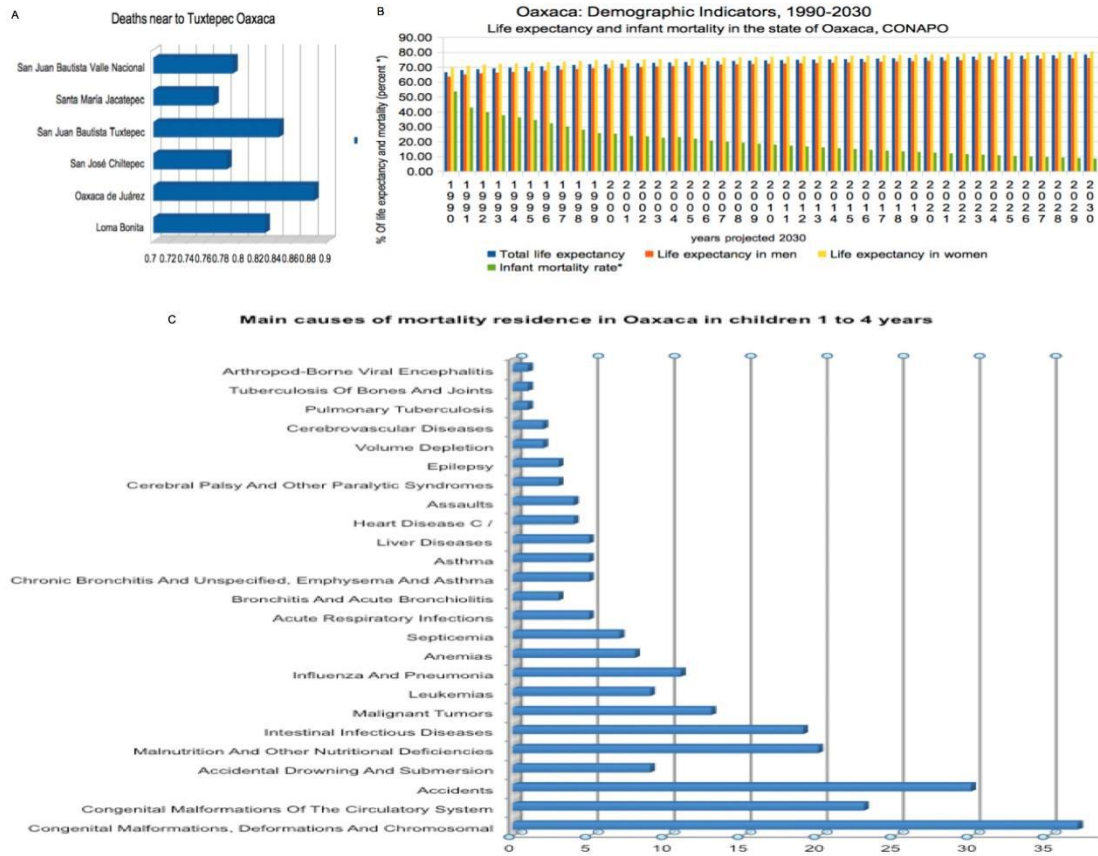 A
Deaths near to Tuxtepec Oaxaca
San Juan Bautista Valle Nacional
Santa María Jacatepec
San Juan Bautista Tuxtepec
San José Chiltepec
Oaxaca de Juárez
Loma Bonita
0.7 0.72 0.74 0.76 0.78 0.8 0.82 0.84 0.86 0.88 0.9
B
Oaxaca: Demographic Indicators, 1990-2030
Life expectancy and infant mortality in the state of Oaxaca, CONAPO
% Of life expectancy and mortality (percent *)
90.00
80.00
70.00
60.00
50.00
40.00
30.00
20.00
10.00
0.00
1990 1991 1992 1993 1994 1995 1996 1997 1998 1999 2000 2001 2002 2003 2004 2005 2006 2007 2008 2009 2010 2011 2012 2013 2014 2015 2016 2017 2018 2019 2020 2021 2022 2023 2024 2025 2026 2027 2028 2029 2030
years projected 2030
Total life expectancy Life expectancy in men Life expectancy in women
Infant mortality rate*
C
Main causes of mortality residence in Oaxaca in children 1 to 4 years
Arthropod-Borne Viral Encephalitis
Tuberculosis Of Bones And Joints
Pulmonary Tuberculosis
Cerebrovascular Diseases
Volume Depletion
Epilepsy
Cerebral Palsy And Other Paralytic Syndromes
Assaults
Heart Disease C /
Liver Diseases
Asthma
Chronic Bronchitis And Unspecified, Emphysema And Asthma
Bronchitis And Acute Bronchiolitis
Acute Respiratory Infections
Septicemia
Anemias
Influenza And Pneumonia
Leukemias
Malignant Tumors
Intestinal Infectious Diseases
Malnutrition And Other Nutritional Deficiencies
Accidental Drowning And Submersion
Accidents
Congenital Malformations Of The Circulatory System
Congenital Malformations, Deformations And Chromosomal
0 5 10 15 20 25 30 35